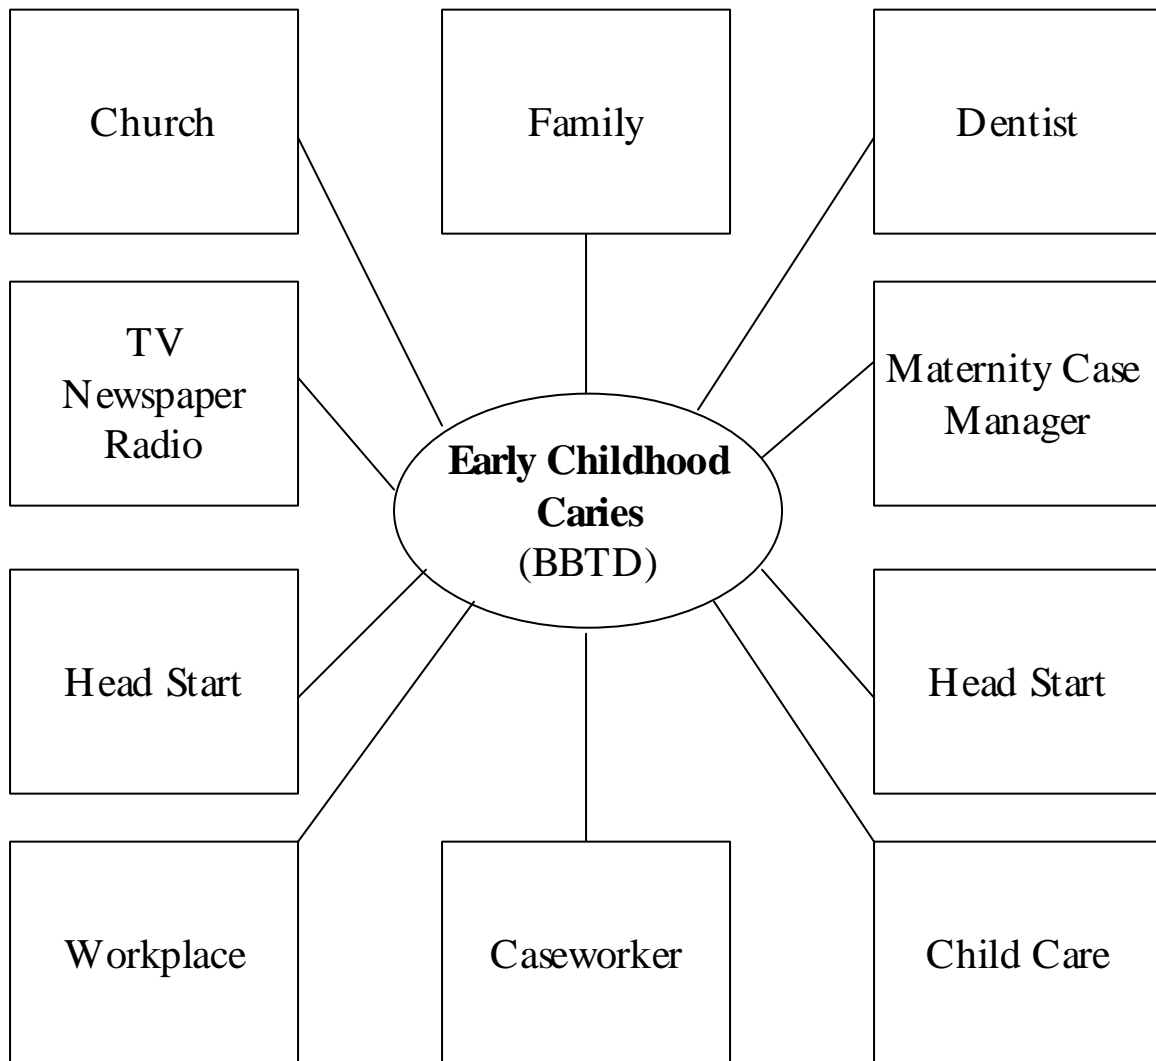 Church
Family
Dentist
TV
Newspaper
Radio
Maternity Case
Manager
Early Childhood
Caries
(BBTD)
Head Start
Head Start
Workplace
Caseworker
Child Care